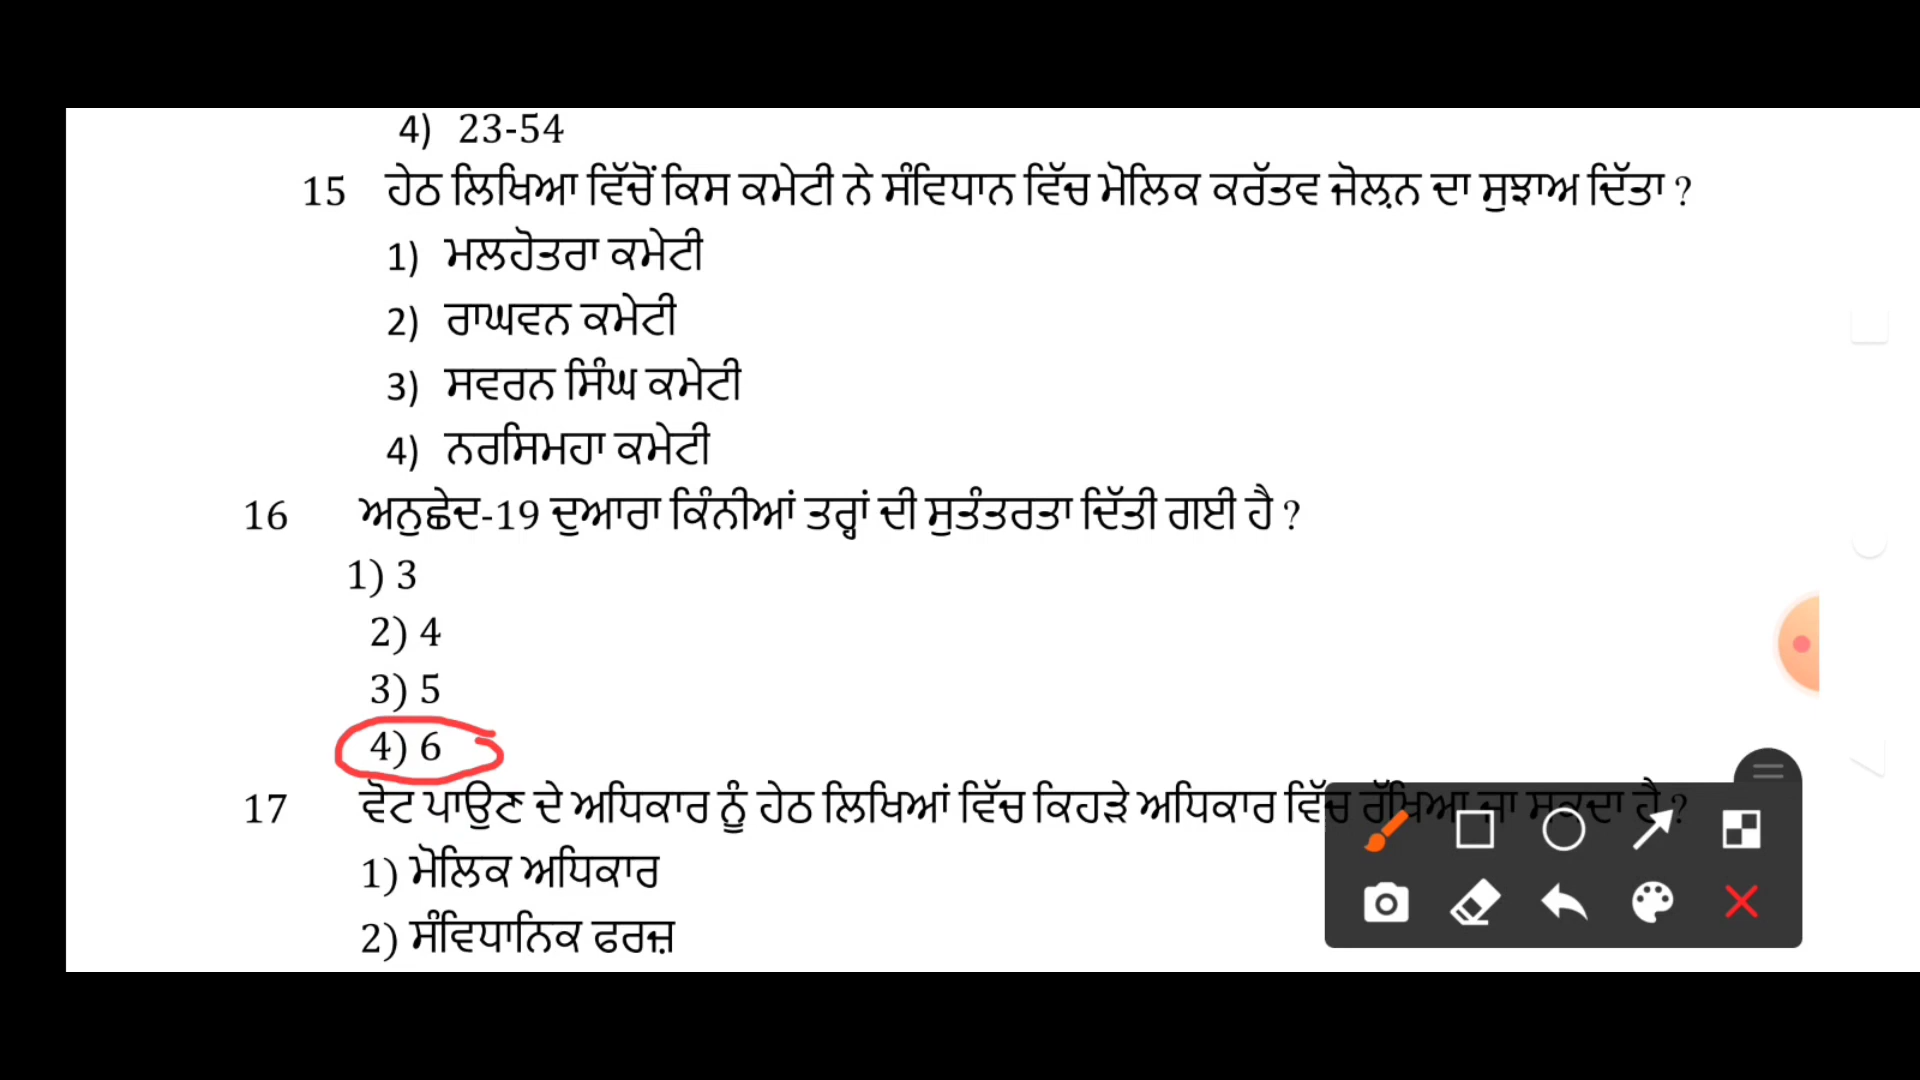 4) 23-54
15 ਹੇਠ ਲਿਖਿਆ ਵਿੱਚੋਂ ਕਿਸ ਕਮੇਟੀ ਨੇ ਸੰਵਿਧਾਨ ਵਿੱਚ ਮੋਲਿਕ ਕਰੱਤਵ ਜੋਲ਼ਨ ਦਾ ਸੁਝਾਅ ਦਿੱਤਾ ?
1) ਮਲਹੋਤਰਾ ਕਮੇਟੀ
2) ਰਾਘਵਨ ਕਮੇਟੀ
3) ਸਵਰਨ ਸਿੰਘ ਕਮੇਟੀ
4) ਨਰਸਿਮਹਾ ਕਮੇਟੀ
16 ਅਨੁਛੇਦ-19 ਦੁਆਰਾ ਕਿੰਨੀਆਂ ਤਰ੍ਹਾਂ ਦੀ ਸੁਤੰਤਰਤਾ ਦਿੱਤੀ ਗਈ ਹੈ ?
1) 3
2) 4
3) 5
4) 6
17 ਵੋਟ ਪਾਉਣ ਦੇ ਅਧਿਕਾਰ ਨੂੰ ਹੇਠ ਲਿਖਿਆਂ ਵਿੱਚ ਕਿਹੜੇ ਅਧਿਕਾਰ ਵਿੱਚ ਰੱਖਿਆ ਜਾ ਸਕਦਾ ਹੈ ?
1) ਮੋਲਿਕ ਅਧਿਕਾਰ
2) ਸੰਵਿਧਾਨਿਕ ਫਰਜ਼